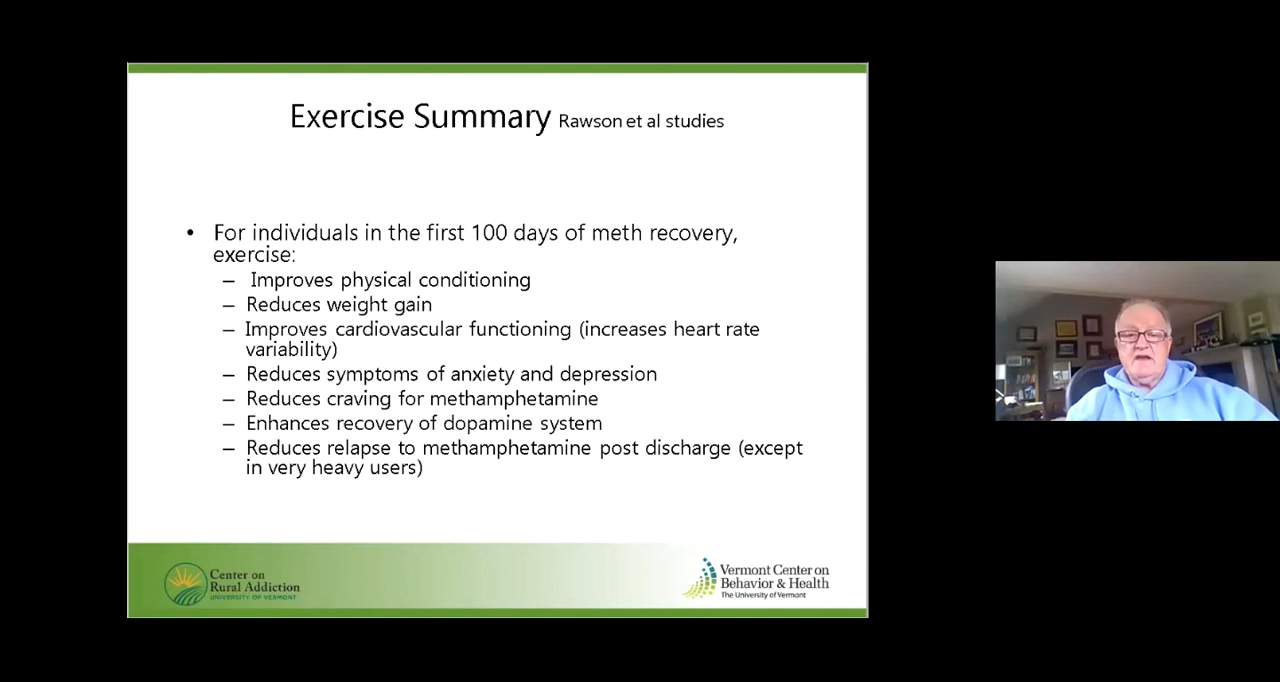 Exercise Summary Rawson et al studies
• For individuals in the first 100 days of meth recovery,
exercise:
– Improves physical conditioning
– Reduces weight gain
– Improves cardiovascular functioning (increases heart rate
variability)
– Reduces symptoms of anxiety and depression
– Reduces craving for methamphetamine
– Enhances recovery of dopamine system
– Reduces relapse to methamphetamine post discharge (except
in very heavy users)
Center on
Rural Addiction
UNIVERSITY OF VERMONT
Vermont Center on
Behavior & Health
The University of Vermont